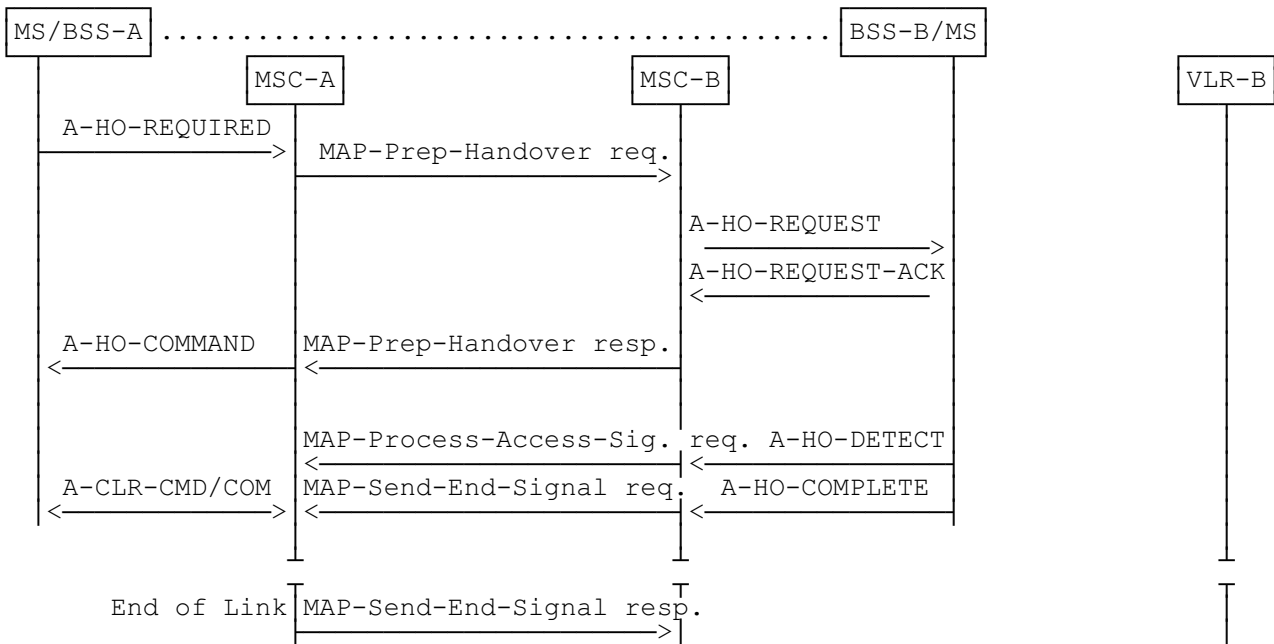 MS/BSS-A .......................................... BSS-B/MS
MSC-A MSC-B VLR-B
A-HO-REQUIRED
MAP-Prep-Handover req.
A-HO-REQUEST
A-HO-REQUEST-ACK
A-HO-COMMAND MAP-Prep-Handover resp.
MAP-Process-Access-Sig. req. A-HO-DETECT
A-CLR-CMD/COM MAP-Send-End-Signal req. A-HO-COMPLETE
End of Link MAP-Send-End-Signal resp.